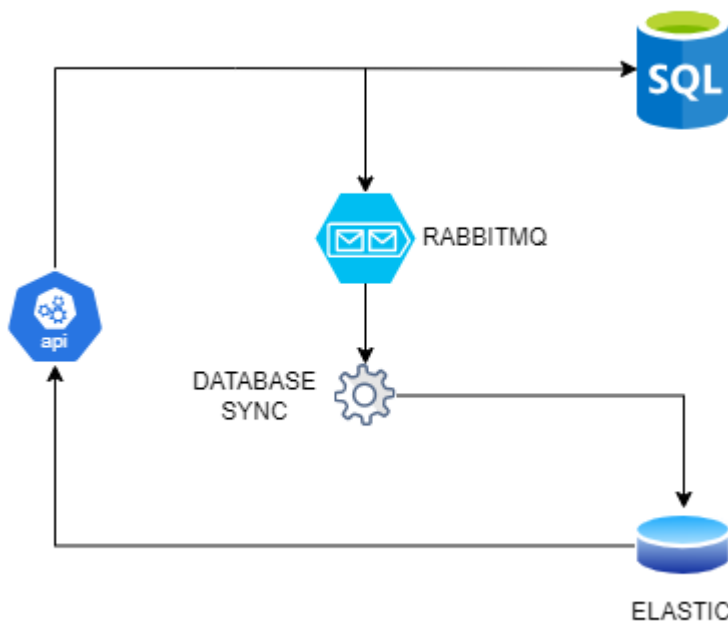 SQL
RABBITMQ
api
DATABASE
SYNC
ELASTIC